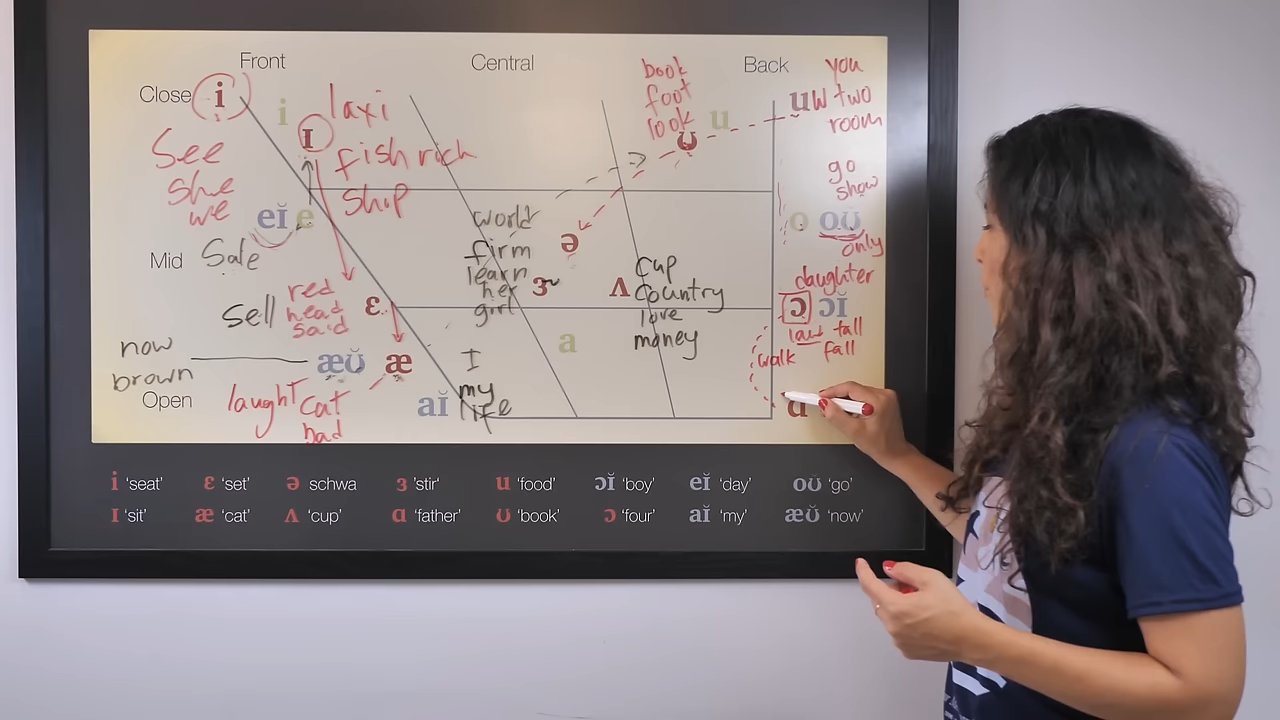 Front Central Back
Close i i ɪ
laxi
See
she
we
fish rich
ship
book
foot
look
ʊ u
uw
you
two
room
go
show
o oʊ̆
only
eɪ̆ e
Mid
Sale
sell
red
head
said
ɛ
world
firm
learn
her
girl
ə
ɜ
ʌ
cup
country
love
money
daughter
ɔ ɔɪ̆
law tall
fall
walk
now
brown
æʊ̆ æ
a
Open
laught
cat
bad
aɪ̆
I
my
life
ɑ
i 'seat' ɛ 'set' ə schwa ɜ 'stir' u 'food' ɔɪ̆ 'boy' eɪ̆ 'day' oʊ̆ 'go'
ɪ 'sit' æ 'cat' ʌ 'cup' ɑ 'father' ʊ 'book' ɔ 'four' aɪ̆ 'my' æʊ̆ 'now'